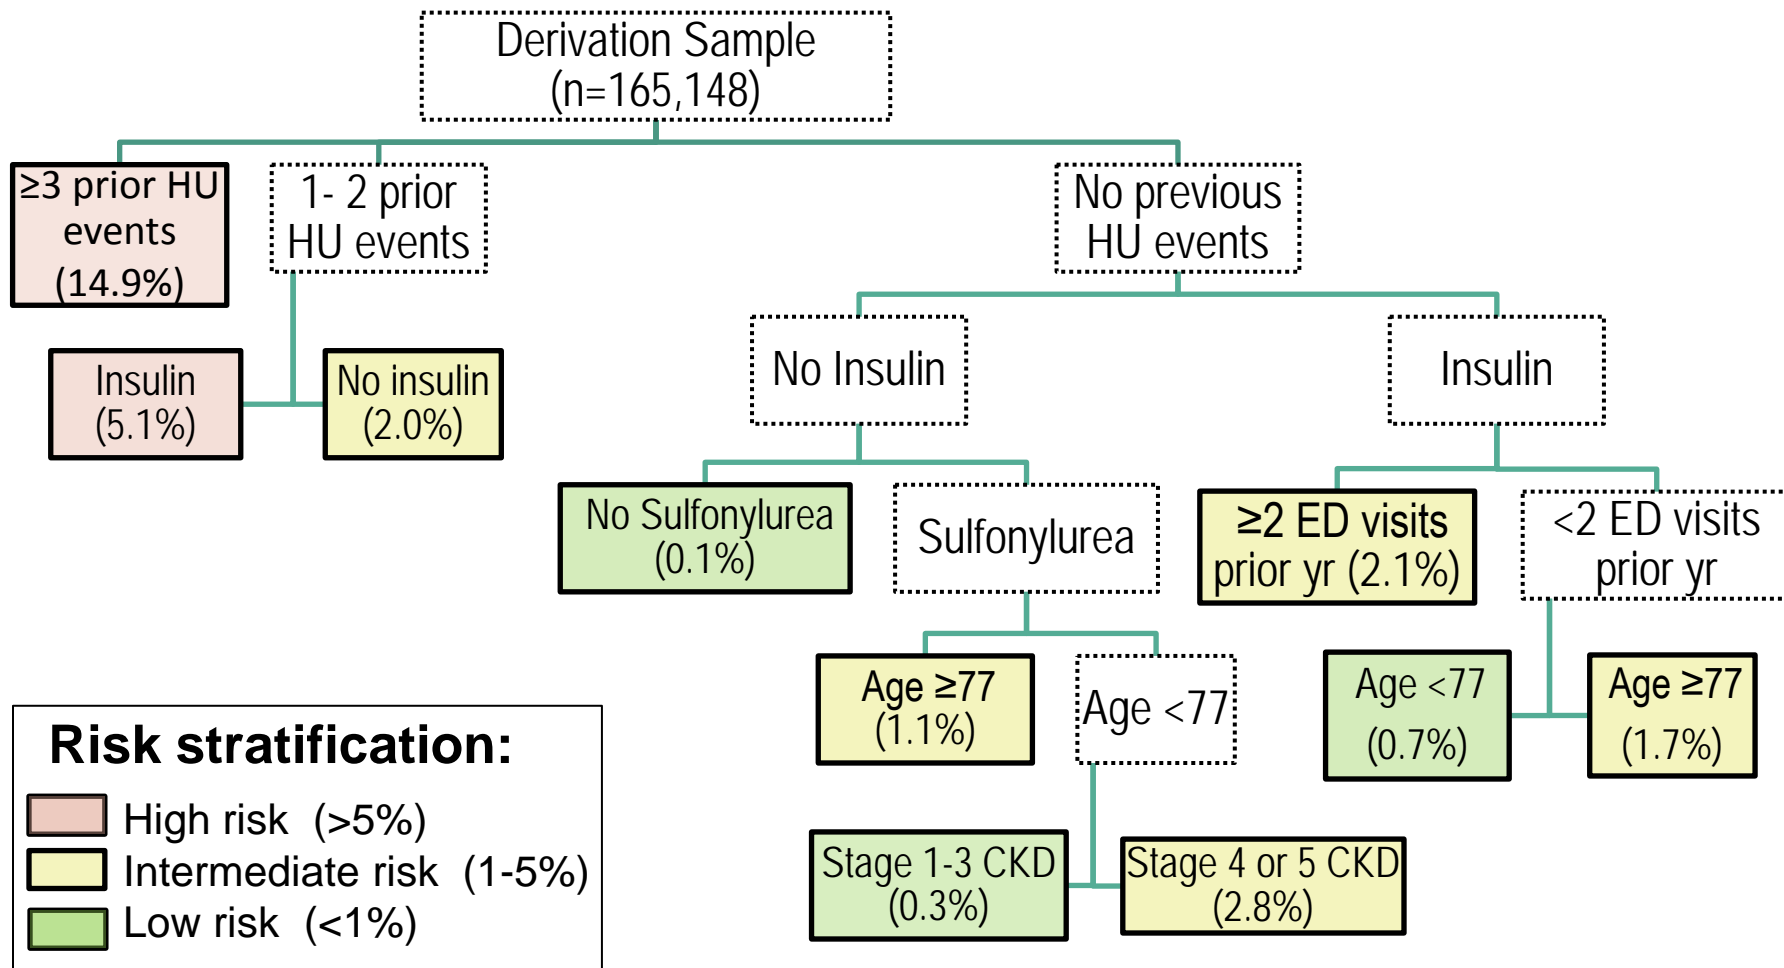 Derivation Sample
(n=165,148)
≥3 prior HU
events
(14.9%)
1- 2 prior
HU events
No previous
HU events
Insulin
(5.1%)
No insulin
(2.0%)
No Insulin
Insulin
No Sulfonylurea
(0.1%)
Sulfonylurea
≥2 ED visits
prior yr (2.1%)
<2 ED visits
prior yr
Age ≥77
(1.1%)
Age <77
Age <77
(0.7%)
Age ≥77
(1.7%)
Stage 1-3 CKD
(0.3%)
Stage 4 or 5 CKD
(2.8%)
Risk stratification:
High risk (>5%)
Intermediate risk (1-5%)
Low risk (<1%)